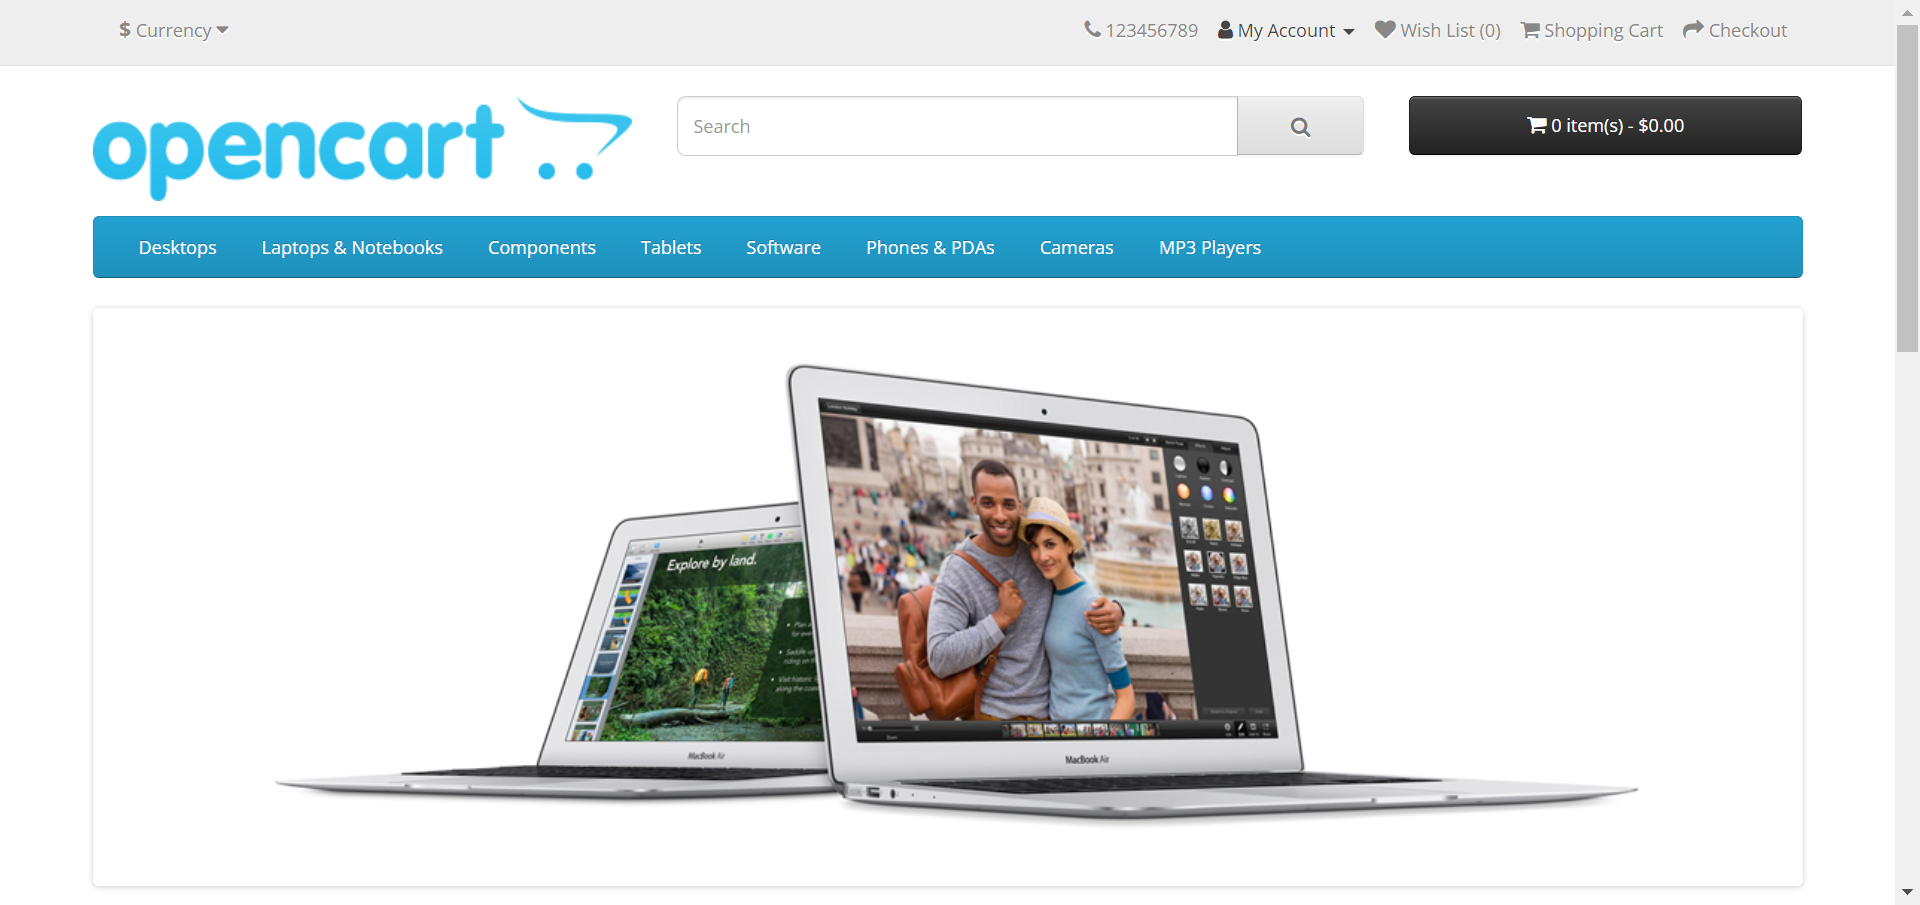 $ Currency
123456789 My Account Wish List (0) Shopping Cart Checkout
opencart
Search
0 item(s) - $0.00
Desktops Laptops & Notebooks Components Tablets Software Phones & PDAs Cameras MP3 Players
Explore by land.
MacBook Air
MacBook Air